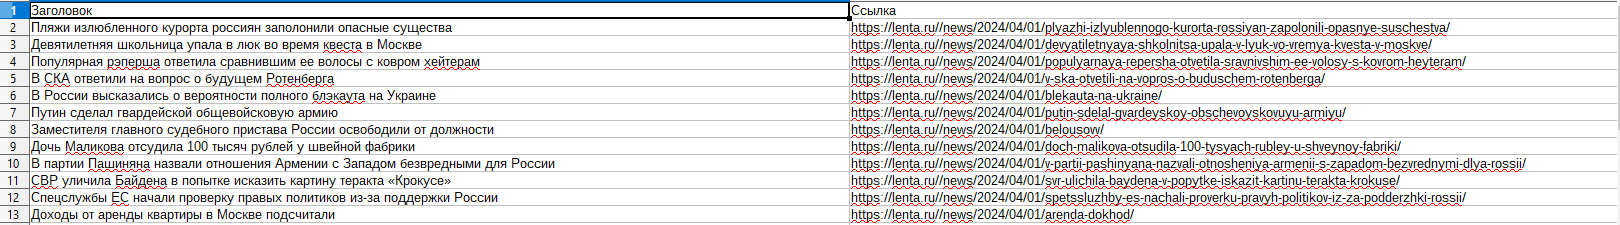 1 Заголовок Ссылка
2 Пляжи излюбленного курорта россиян заполонили опасные существа https://lenta.ru//news/2024/04/01/plyazhi-izlyublennogo-kurorta-rossiyan-zapolonili-opasnye-suschestva/
3 Девятилетняя школьница упала в люк во время квеста в Москве https://lenta.ru//news/2024/04/01/devyatiletnyaya-shkolnitsa-upala-v-lyuk-vo-vremya-kvesta-v-moskve/
4 Популярная рэперша ответила сравнившим ее волосы с ковром хейтерам https://lenta.ru//news/2024/04/01/populyarnaya-repersha-otvetila-sravnivshim-ee-volosy-s-kovrom-heyteram/
5 В СКА ответили на вопрос о будущем Ротенберга https://lenta.ru//news/2024/04/01/v-ska-otvetili-na-vopros-o-buduschem-rotenberga/
6 В России высказались о вероятности полного блэкаута на Украине https://lenta.ru//news/2024/04/01/blekauta-na-ukraine/
7 Путин сделал гвардейской общевойсковую армию https://lenta.ru//news/2024/04/01/putin-sdelal-gvardeyskoy-obschevoyskovuyu-armiyu/
8 Заместителя главного судебного пристава России освободили от должности https://lenta.ru//news/2024/04/01/belousow/
9 Дочь Маликова отсудила 100 тысяч рублей у швейной фабрики https://lenta.ru//news/2024/04/01/doch-malikova-otsudila-100-tysyach-rubley-u-shveynoy-fabriki/
10 В партии Пашиняна назвали отношения Армении с Западом безвредными для России https://lenta.ru//news/2024/04/01/v-partii-pashinyana-nazvali-otnosheniya-armenii-s-zapadom-bezvrednymi-dlya-rossii/
11 СВР уличила Байдена в попытке исказить картину теракта «Крокусе» https://lenta.ru//news/2024/04/01/svr-ulichila-baydena-v-popytke-iskazit-kartinu-terakta-krokuse/
12 Спецслужбы ЕС начали проверку правых политиков из-за поддержки России https://lenta.ru//news/2024/04/01/spetssluzhby-es-nachali-proverku-pravyh-politikov-iz-za-podderzhki-rossii/
13 Доходы от аренды квартиры в Москве подсчитали https://lenta.ru//news/2024/04/01/arenda-dokhod/